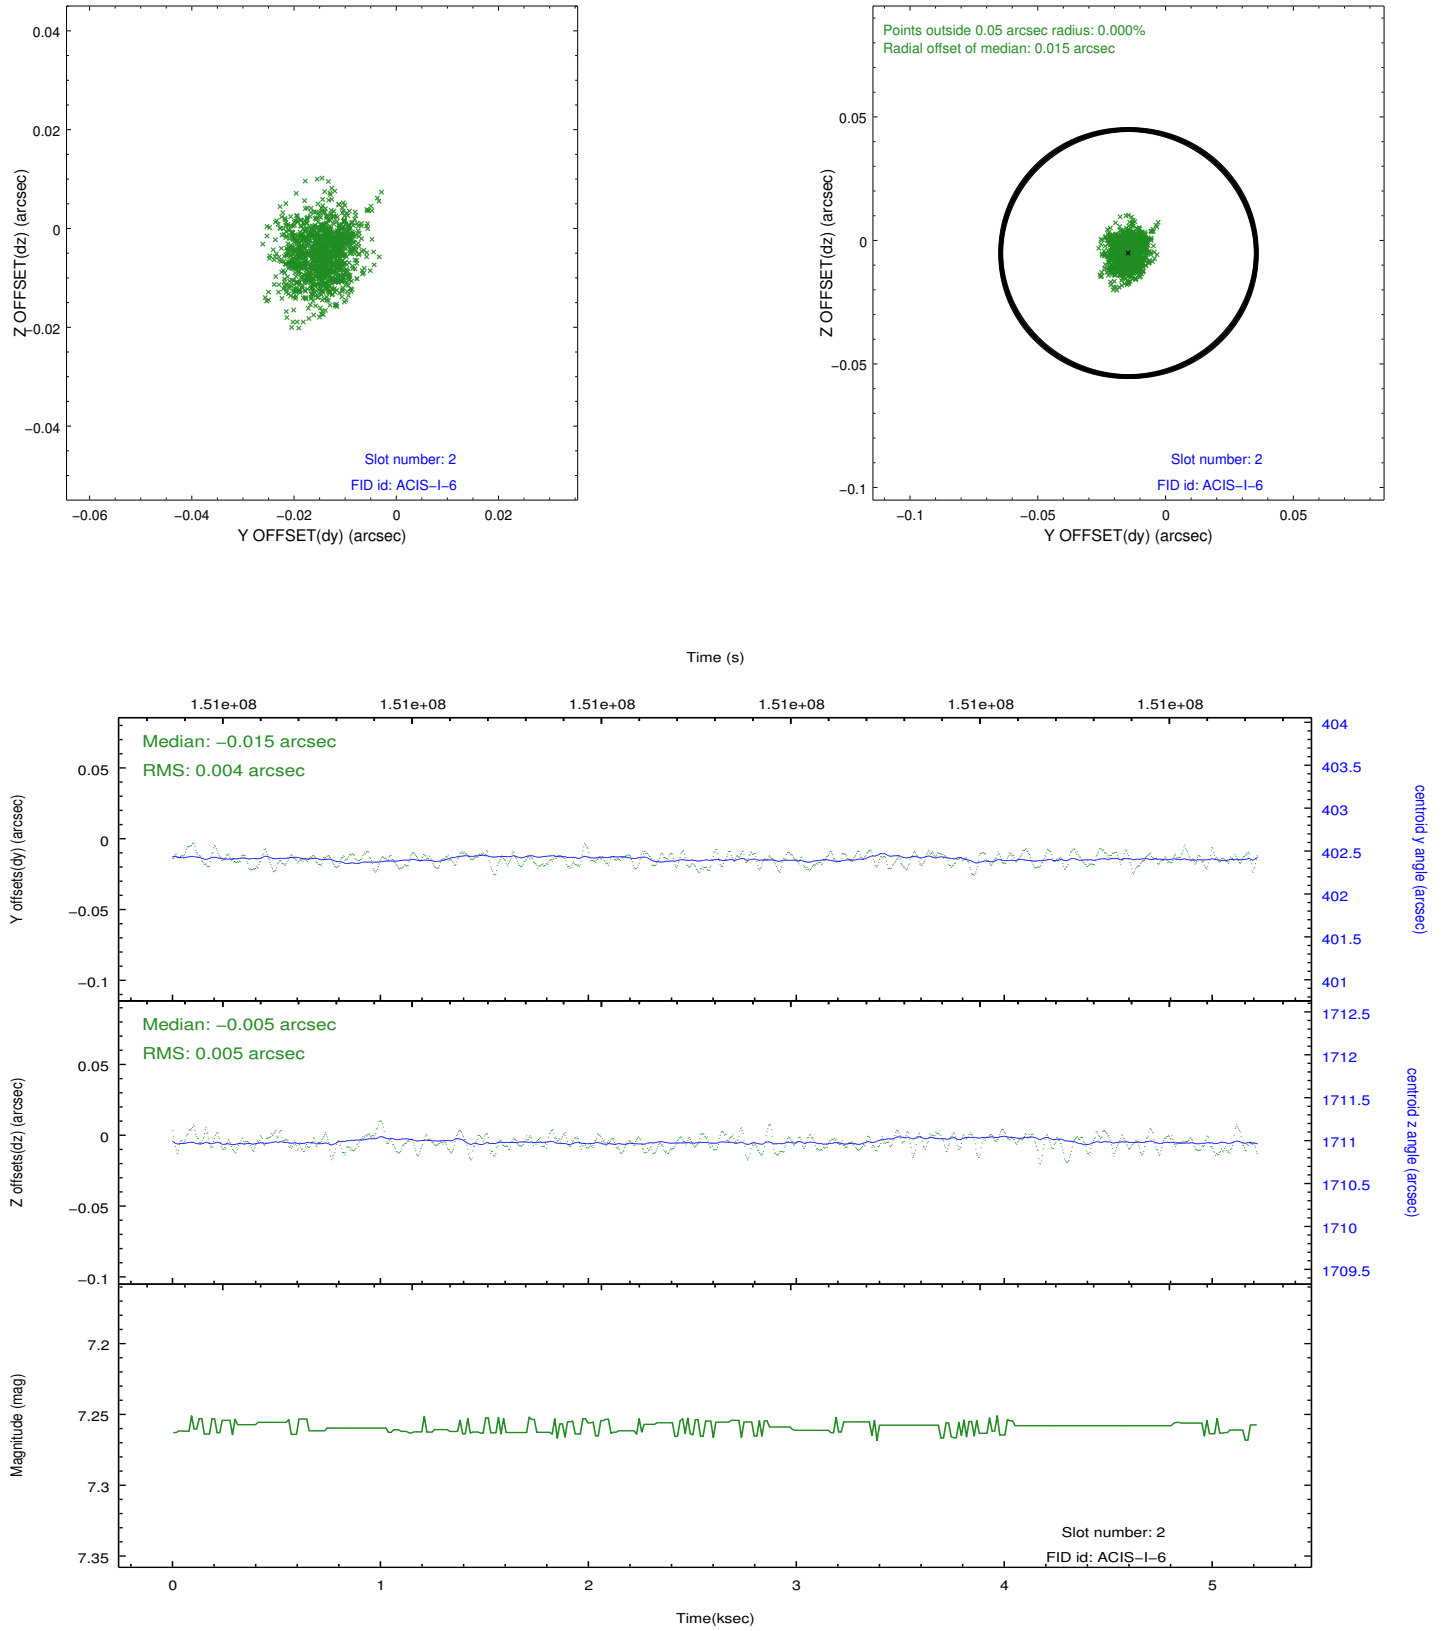 0.04
0.02
0
−0.02
−0.04
Z OFFSET(dz) (arcsec)
Slot number: 2
FID id: ACIS−I−6
−0.06
−0.04
−0.02
0
0.02
Y OFFSET(dy) (arcsec)
Points outside 0.05 arcsec radius: 0.000%
Radial offset of median: 0.015 arcsec
0.05
0
−0.05
−0.1
Z OFFSET(dz) (arcsec)
Slot number: 2
FID id: ACIS−I−6
−0.1
−0.05
0
0.05
Y OFFSET(dy) (arcsec)
Time (s)
1.51e+08
1.51e+08
1.51e+08
1.51e+08
1.51e+08
1.51e+08
Median: −0.015 arcsec
RMS: 0.004 arcsec
0.05
0
−0.05
−0.1
Y offsets(dy) (arcsec)
404
403.5
403
402.5
402
401.5
401
centroid y angle (arcsec)
Median: −0.005 arcsec
RMS: 0.005 arcsec
0.05
0
−0.05
−0.1
Z offsets(dz) (arcsec)
1712.5
1712
1711.5
1711
1710.5
1710
1709.5
centroid z angle (arcsec)
7.2
7.25
7.3
7.35
Magnitude (mag)
Slot number: 2
FID id: ACIS−I−6
0
1
2
3
4
5
Time(ksec)